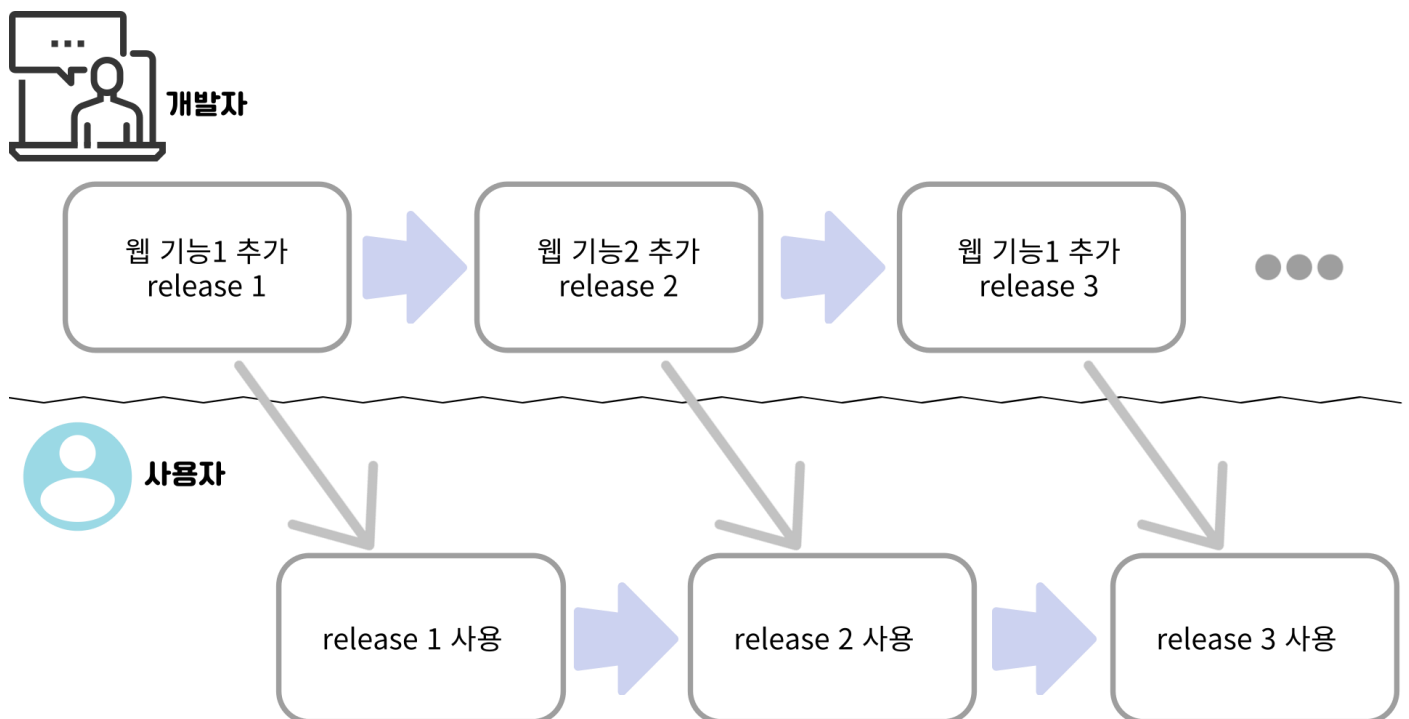 ...
개발자
웹 기능1 추가
release 1
웹 기능2 추가
release 2
웹 기능1 추가
release 3
사용자
release 1 사용
release 2 사용
release 3 사용